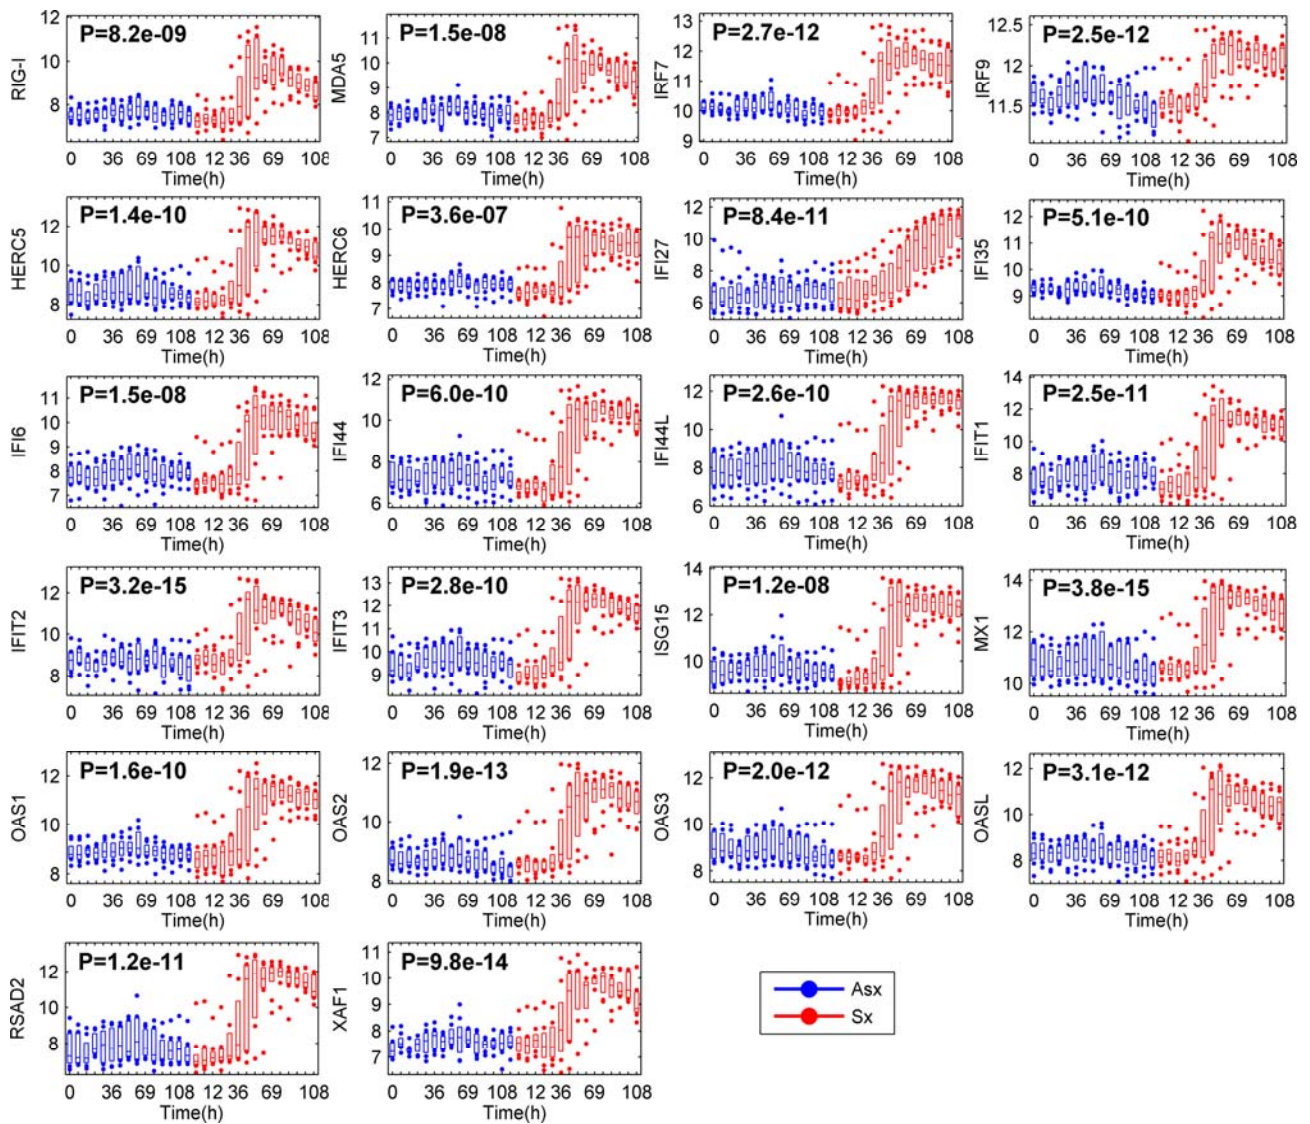 P=8.2e-09
RIG-I
8
10
0 36 69 108 12 36 69 108
Time(h)
P=1.5e-08
MDA5
7
8
9
10
11
0 36 69 108 12 36 69 108
Time(h)
P=2.7e-12
IRF7
9
10
11
12
13
0 36 69 108 12 36 69 108
Time(h)
P=2.5e-12
IRF9
11.5
12
12.5
0 36 69 108 12 36 69 108
Time(h)
P=1.4e-10
HERC5
8
10
12
0 36 69 108 12 36 69 108
Time(h)
P=3.6e-07
HERC6
7
8
9
10
11
0 36 69 108 12 36 69 108
Time(h)
P=8.4e-11
IFI27
6
8
10
12
0 36 69 108 12 36 69 108
Time(h)
P=5.1e-10
IFI35
9
10
11
12
0 36 69 108 12 36 69 108
Time(h)
P=1.5e-08
IFI6
7
8
9
10
11
0 36 69 108 12 36 69 108
Time(h)
P=6.0e-10
IFI44
6
8
10
12
0 36 69 108 12 36 69 108
Time(h)
P=2.6e-10
IFI44L
6
8
10
12
0 36 69 108 12 36 69 108
Time(h)
P=2.5e-11
IFIT1
8
10
12
14
0 36 69 108 12 36 69 108
Time(h)
P=3.2e-15
IFIT2
8
10
12
0 36 69 108 12 36 69 108
Time(h)
P=2.8e-10
IFIT3
9
10
11
12
13
0 36 69 108 12 36 69 108
Time(h)
P=1.2e-08
ISG15
10
12
14
0 36 69 108 12 36 69 108
Time(h)
P=3.8e-15
MX1
10
12
14
0 36 69 108 12 36 69 108
Time(h)
P=1.6e-10
OAS1
8
10
12
0 36 69 108 12 36 69 108
Time(h)
P=1.9e-13
OAS2
8
9
10
11
12
0 36 69 108 12 36 69 108
Time(h)
P=2.0e-12
OAS3
8
10
12
0 36 69 108 12 36 69 108
Time(h)
P=3.1e-12
OASL
8
10
12
0 36 69 108 12 36 69 108
Time(h)
P=1.2e-11
RSAD2
8
10
12
0 36 69 108 12 36 69 108
Time(h)
P=9.8e-14
XAF1
7
8
9
10
11
0 36 69 108 12 36 69 108
Time(h)
Asx
Sx